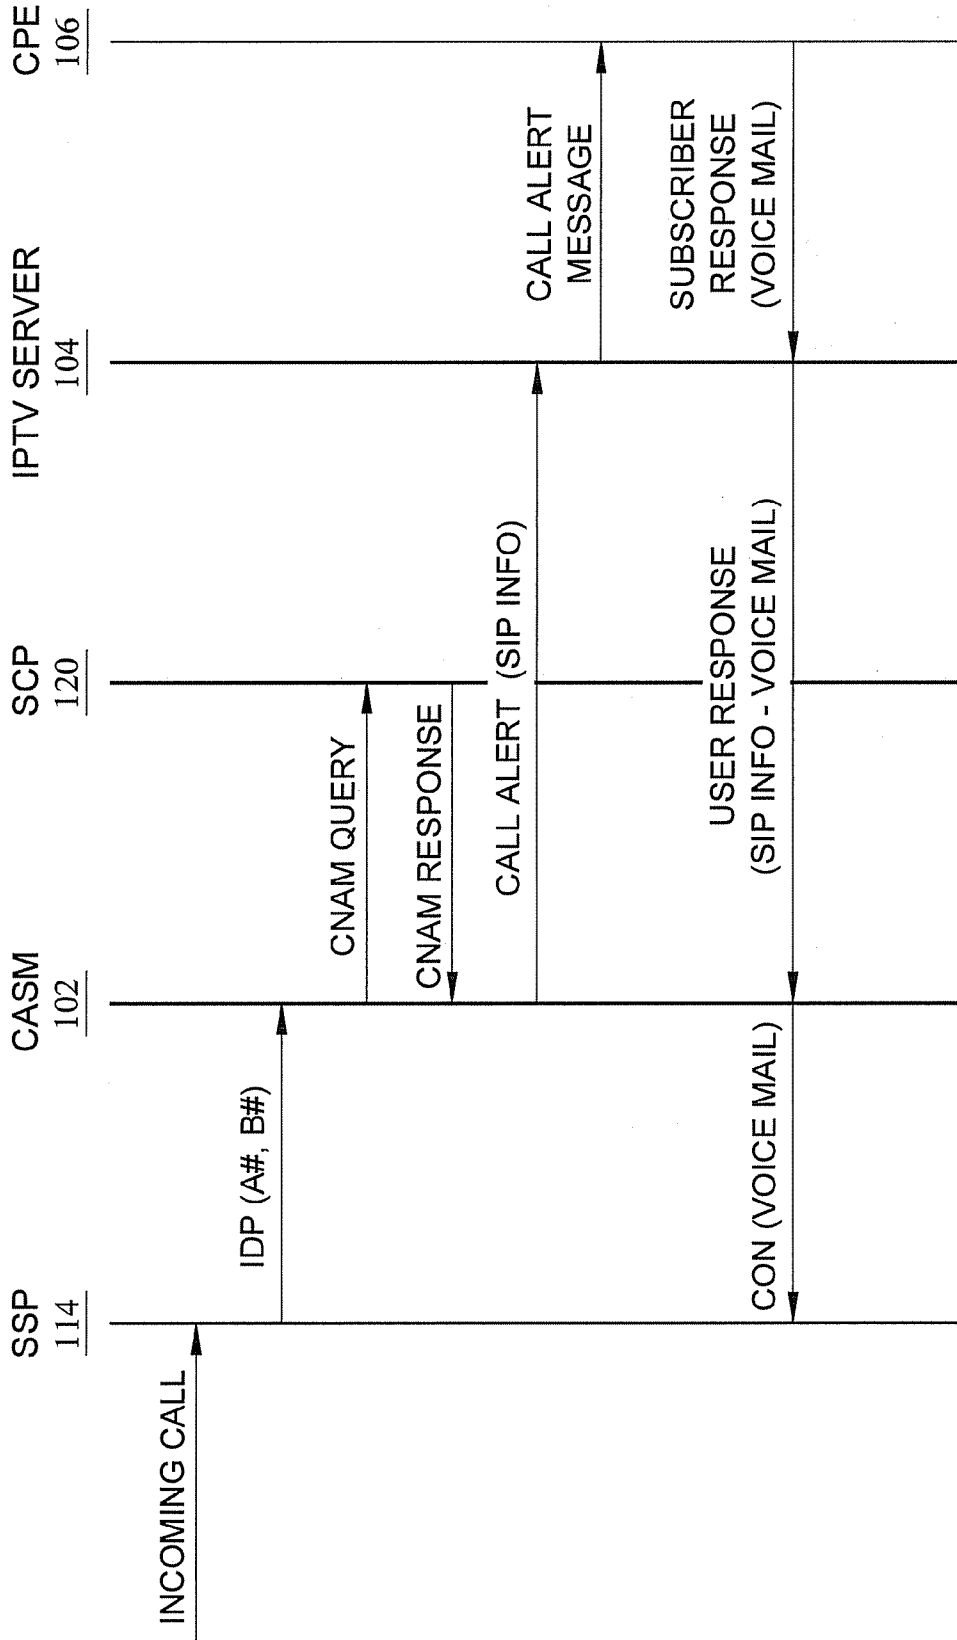 SSP
114
CASM
102
SCP
120
IPTV SERVER
104
CPE
106
INCOMING CALL
IDP (A#, B#)
CNAM QUERY
CNAM RESPONSE
CALL ALERT (SIP INFO)
CALL ALERT
MESSAGE
SUBSCRIBER
RESPONSE
(VOICE MAIL)
USER RESPONSE
(SIP INFO - VOICE MAIL)
CON (VOICE MAIL)